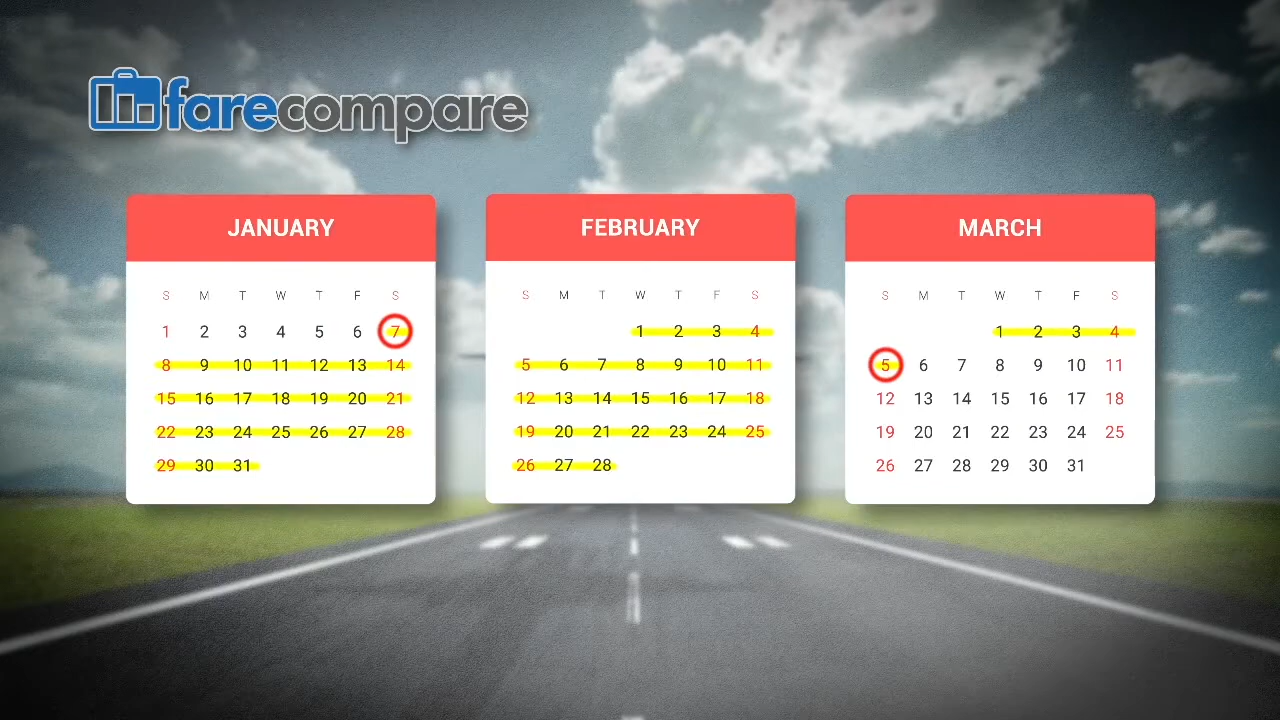 farecompare
JANUARY
S M T W T F S
1 2 3 4 5 6 7
8 9 10 11 12 13 14
15 16 17 18 19 20 21
22 23 24 25 26 27 28
29 30 31
FEBRUARY
S M T W T F S
1 2 3 4
5 6 7 8 9 10 11
12 13 14 15 16 17 18
19 20 21 22 23 24 25
26 27 28
MARCH
S M T W T F S
1 2 3 4
5 6 7 8 9 10 11
12 13 14 15 16 17 18
19 20 21 22 23 24 25
26 27 28 29 30 31